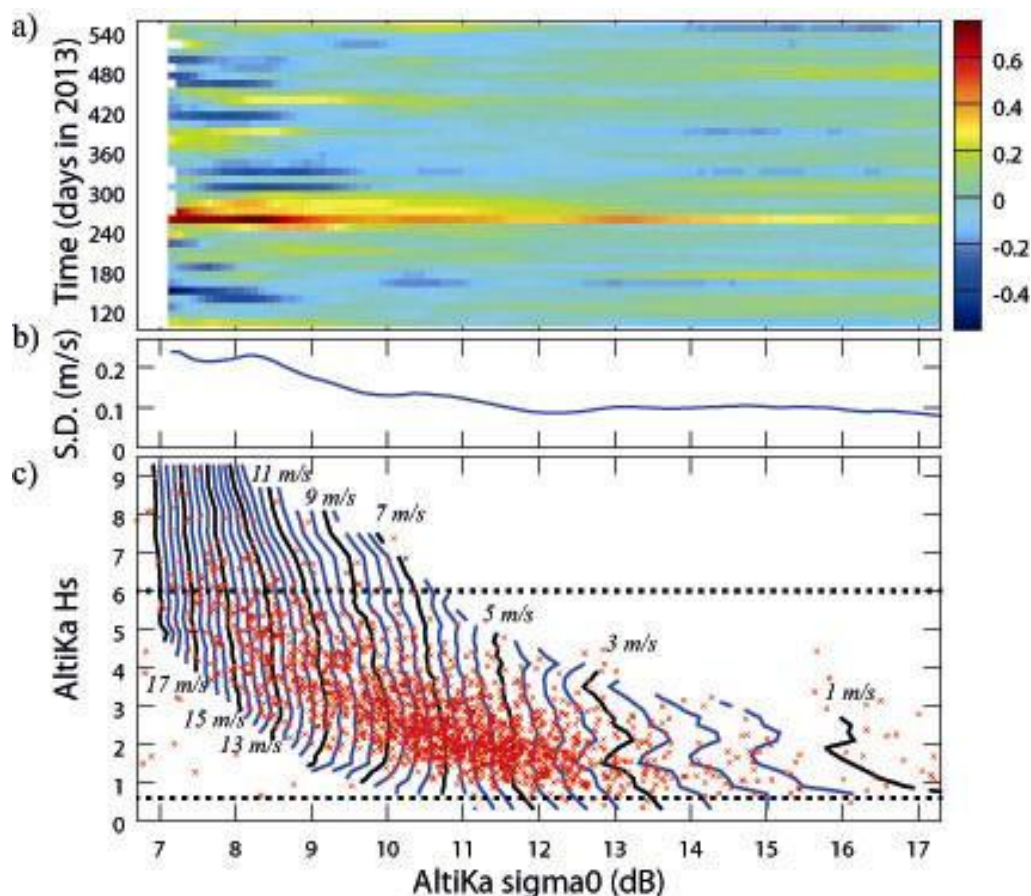 a)
Time (days in 2013)
540
480
420
360
300
240
180
120
0.6
0.4
0.2
0
-0.2
-0.4
b)
S.D. (m/s)
0.2
0.1
0
c)
AltiKa Hs
9
8
7
6
5
4
3
2
1
0
11 m/s
9 m/s
7 m/s
5 m/s
3 m/s
1 m/s
17 m/s
15 m/s
13 m/s
7 8 9 10 11 12 13 14 15 16 17
AltiKa sigma0 (dB)